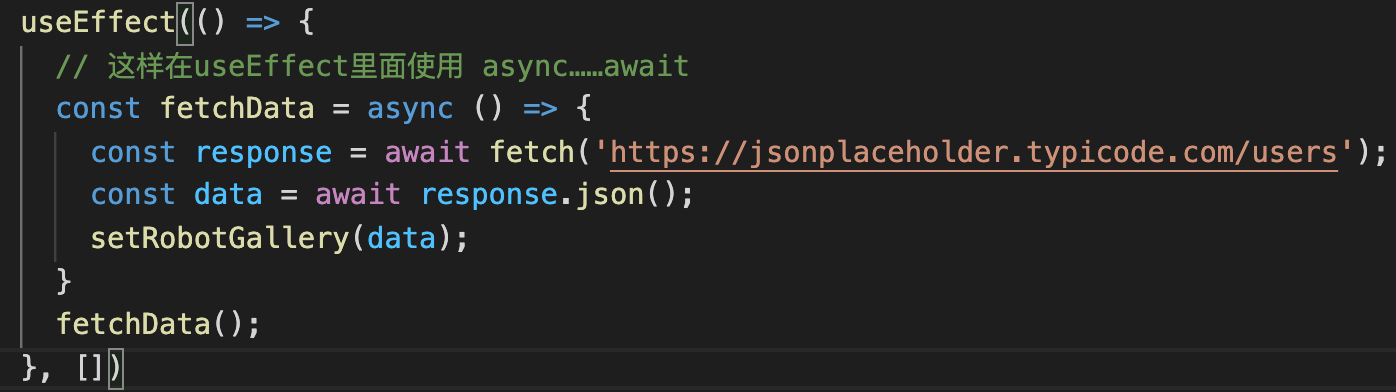 useEffect(() => {
// 这样在useEffect里面使用 async……await
const fetchData = async () => {
const response = await fetch('https://jsonplaceholder.typicode.com/users');
const data = await response.json();
setRobotGallery(data);
}
fetchData();
}, [])